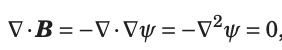 ∇·𝑩 = −∇·∇ψ = −∇²ψ = 0,